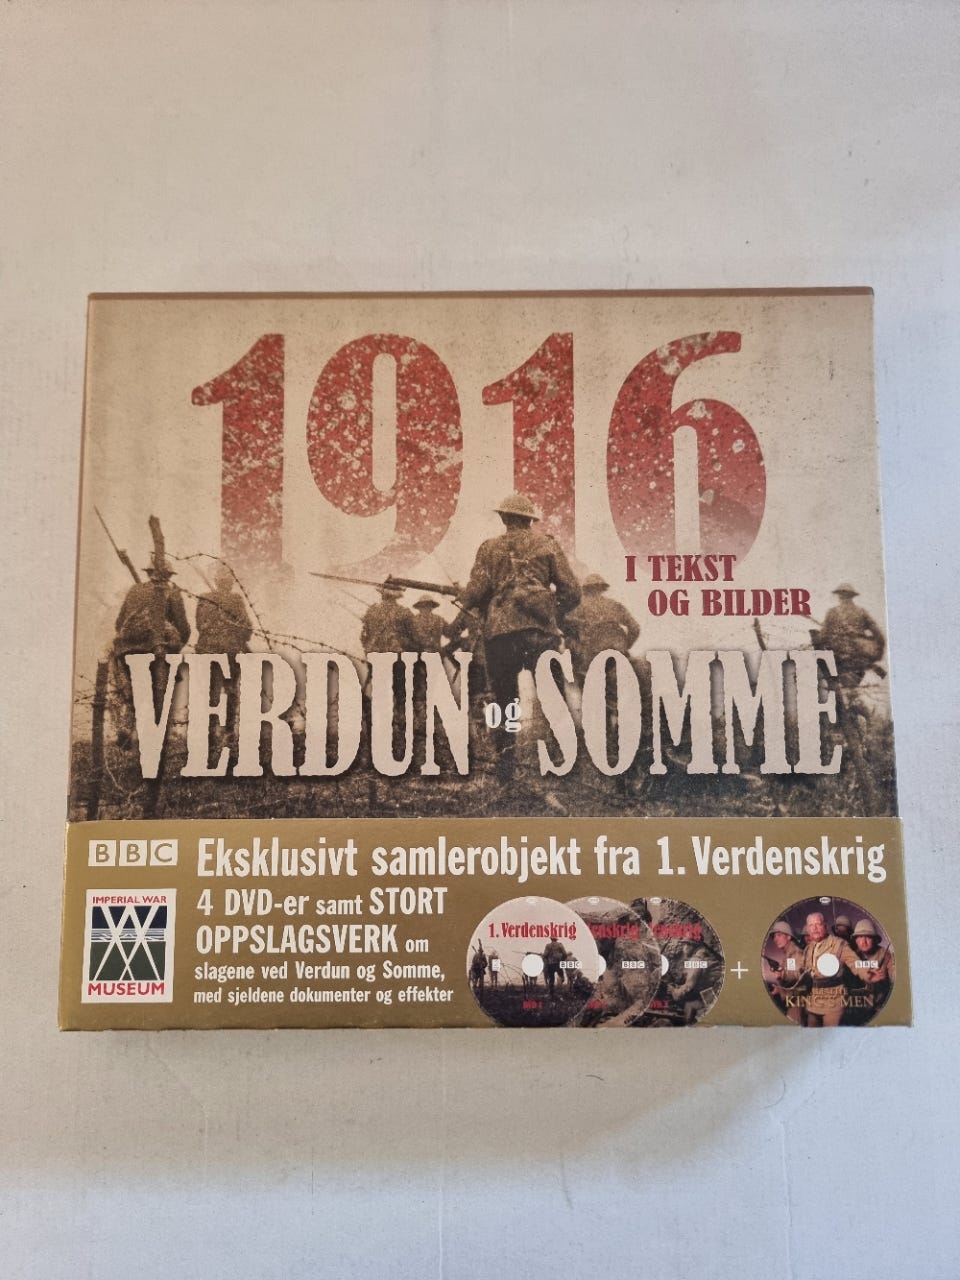 1916
I TEKST
OG BILDER
VERDUN og SOMME
BBC
Eksklusivt samlerobjekt fra 1. Verdenskrig
IMPERIAL WAR
MUSEUM
4 DVD-er samt STORT
OPPSLAGSVERK om
slagene ved Verdun og Somme,
med sjeldene dokumenter og effekter
1. Verdenskrig
BBC
DVD 1
BBC
BBC
+
BBC
KING'S MEN